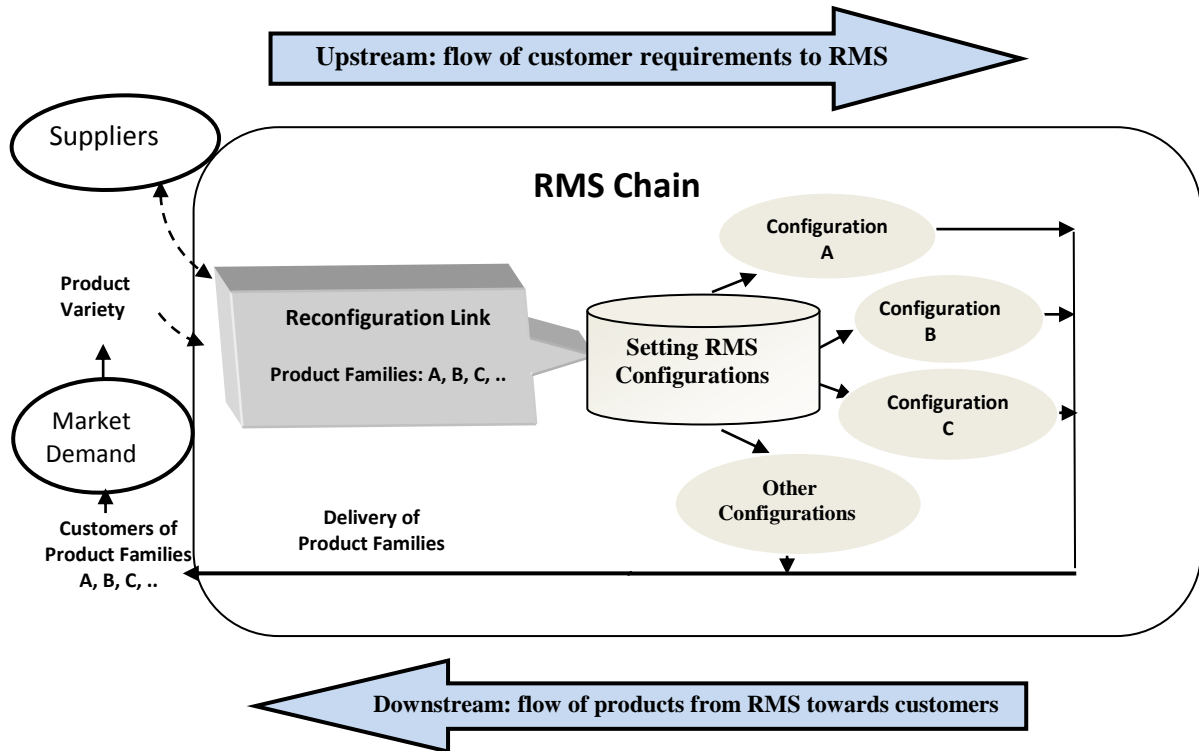 Upstream: flow of customer requirements to RMS
Suppliers
RMS Chain
Configuration
A
Product
Variety
Configuration
B
Reconfiguration Link
Product Families: A, B, C, ..
Setting RMS
Configurations
Configuration
C
Market
Demand
Other
Configurations
Customers of
Product Families
A, B, C, ..
Delivery of
Product Families
Downstream: flow of products from RMS towards customers